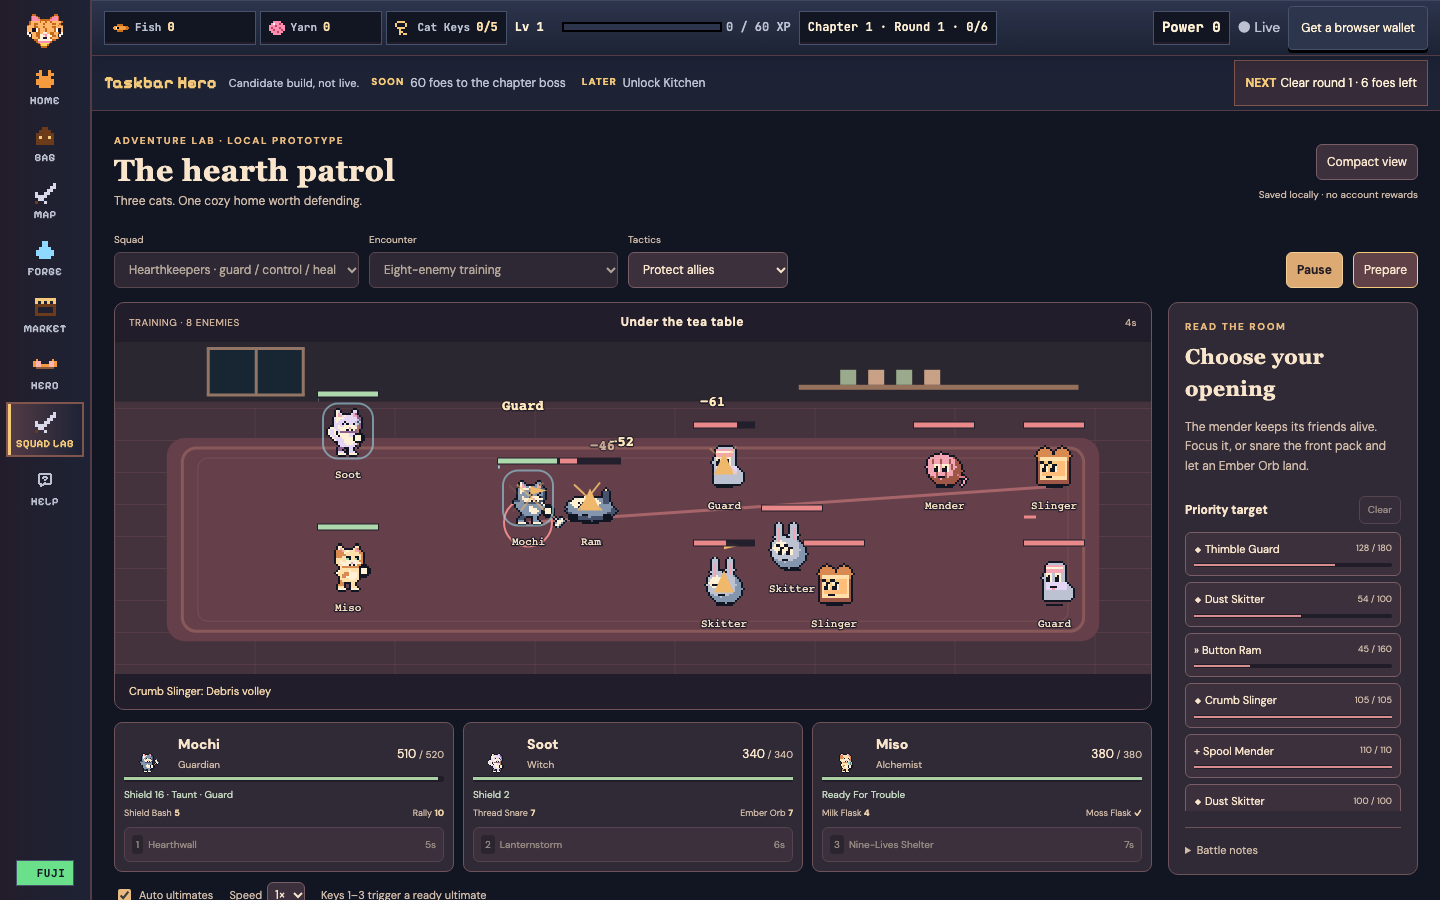 Fish 0
Yarn 0
Cat Keys 0/5
Lv 1
0 / 60 XP
Chapter 1 · Round 1 · 0/6
Power 0
Live
Get a browser wallet
Taskbar Hero
Candidate build, not live.
SOON 60 foes to the chapter boss
LATER Unlock Kitchen
NEXT Clear round 1 · 6 foes left
HOME
BAG
MAP
FORGE
MARKET
HERO
SQUAD LAB
HELP
FUJI
ADVENTURE LAB · LOCAL PROTOTYPE
The hearth patrol
Three cats. One cozy home worth defending.
Compact view
Saved locally · no account rewards
Squad
Hearthkeepers · guard / control / heal
Encounter
Eight-enemy training
Tactics
Protect allies
Pause
Prepare
TRAINING · 8 ENEMIES
Under the tea table
4s
Guard
−61
−46
−52
Soot
Mochi
Ram
Miso
Guard
Mender
Slinger
Skitter
Skitter
Slinger
Guard
Crumb Slinger: Debris volley
READ THE ROOM
Choose your
opening
The mender keeps its friends alive.
Focus it, or snare the front pack and
let an Ember Orb land.
Priority target
Clear
◆ Thimble Guard 128 / 180
◆ Dust Skitter 54 / 100
» Button Ram 45 / 160
◆ Crumb Slinger 105 / 105
+ Spool Mender 110 / 110
◆ Dust Skitter 100 / 100
▶ Battle notes
Mochi
Guardian
510 / 520
Shield 16 · Taunt · Guard
Shield Bash 5
Rally 10
1 Hearthwall 5s
Soot
Witch
340 / 340
Shield 2
Thread Snare 7
Ember Orb 7
2 Lanternstorm 6s
Miso
Alchemist
380 / 380
Ready For Trouble
Milk Flask 4
Moss Flask ✓
3 Nine-Lives Shelter 7s
Auto ultimates
Speed 1×
Keys 1–3 trigger a ready ultimate